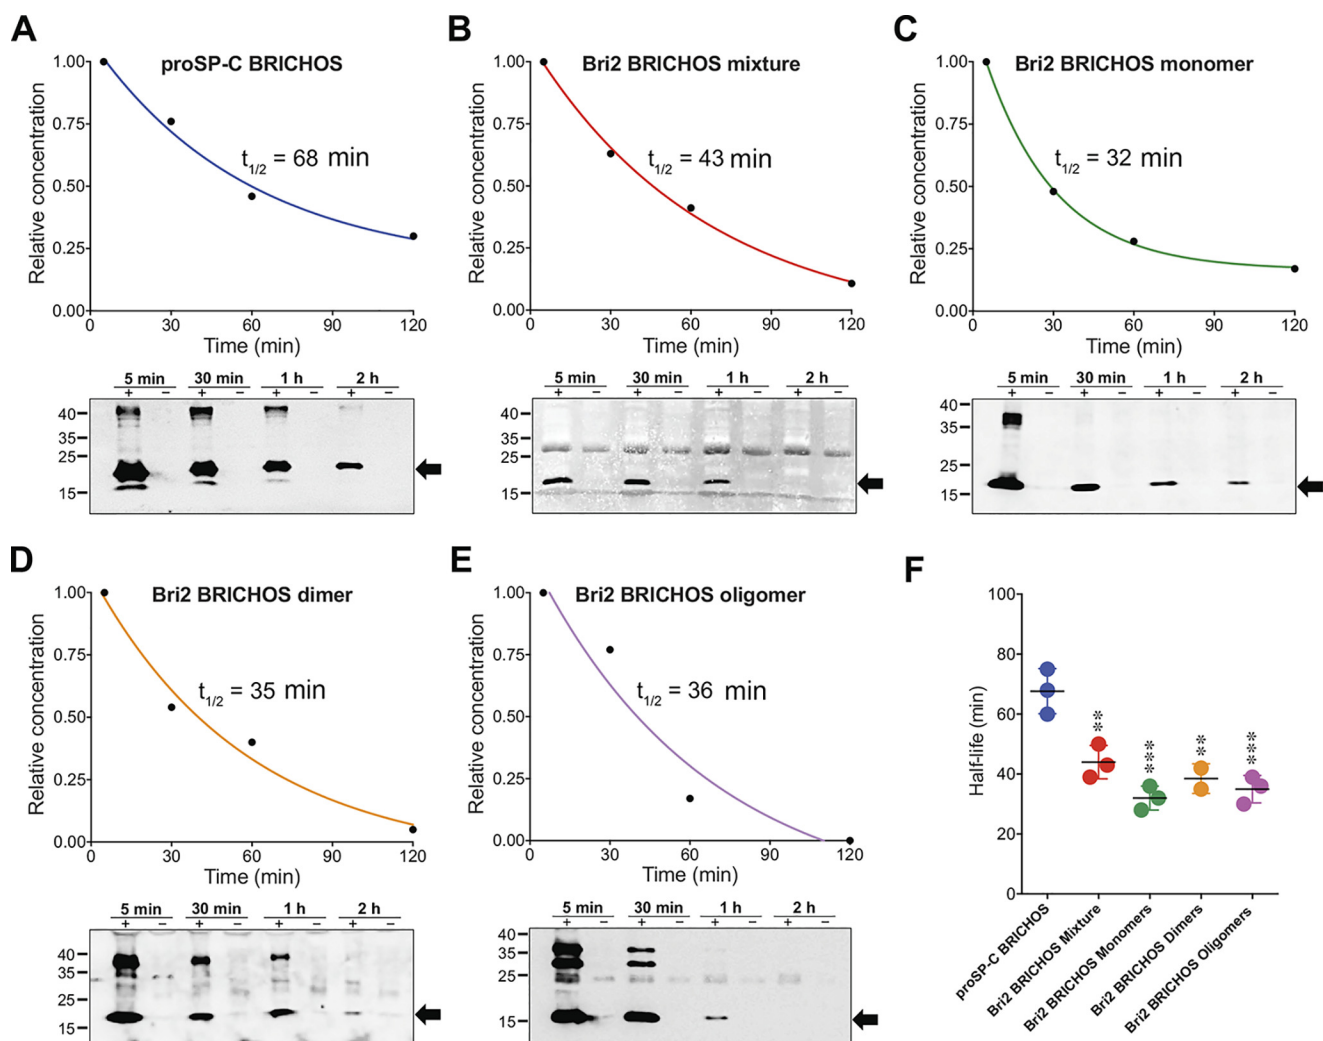 A
proSP-C BRICHOS
Relative concentration
1.00
0.75
0.50
0.25
0.00
t1/2 = 68 min
0 30 60 90 120
Time (min)
5 min 30 min 1 h 2 h
+ – + – + – + –
40
35
25
15
B
Bri2 BRICHOS mixture
Relative concentration
1.00
0.75
0.50
0.25
0.00
t1/2 = 43 min
0 30 60 90 120
Time (min)
5 min 30 min 1 h 2 h
+ – + – + – + –
40
35
25
15
C
Bri2 BRICHOS monomer
Relative concentration
1.00
0.75
0.50
0.25
0.00
t1/2 = 32 min
0 30 60 90 120
Time (min)
5 min 30 min 1 h 2 h
+ – + – + – + –
40
35
25
15
D
Bri2 BRICHOS dimer
Relative concentration
1.00
0.75
0.50
0.25
0.00
t1/2 = 35 min
0 30 60 90 120
Time (min)
5 min 30 min 1 h 2 h
+ – + – + – + –
40
35
25
15
E
Bri2 BRICHOS oligomer
Relative concentration
1.00
0.75
0.50
0.25
0.00
t1/2 = 36 min
0 30 60 90 120
Time (min)
5 min 30 min 1 h 2 h
+ – + – + – + –
40
35
25
15
F
Half-life (min)
100
80
60
40
20
0
**
***
**
***
proSP-C BRICHOS
Bri2 BRICHOS Mixture
Bri2 BRICHOS Monomers
Bri2 BRICHOS Dimers
Bri2 BRICHOS Oligomers